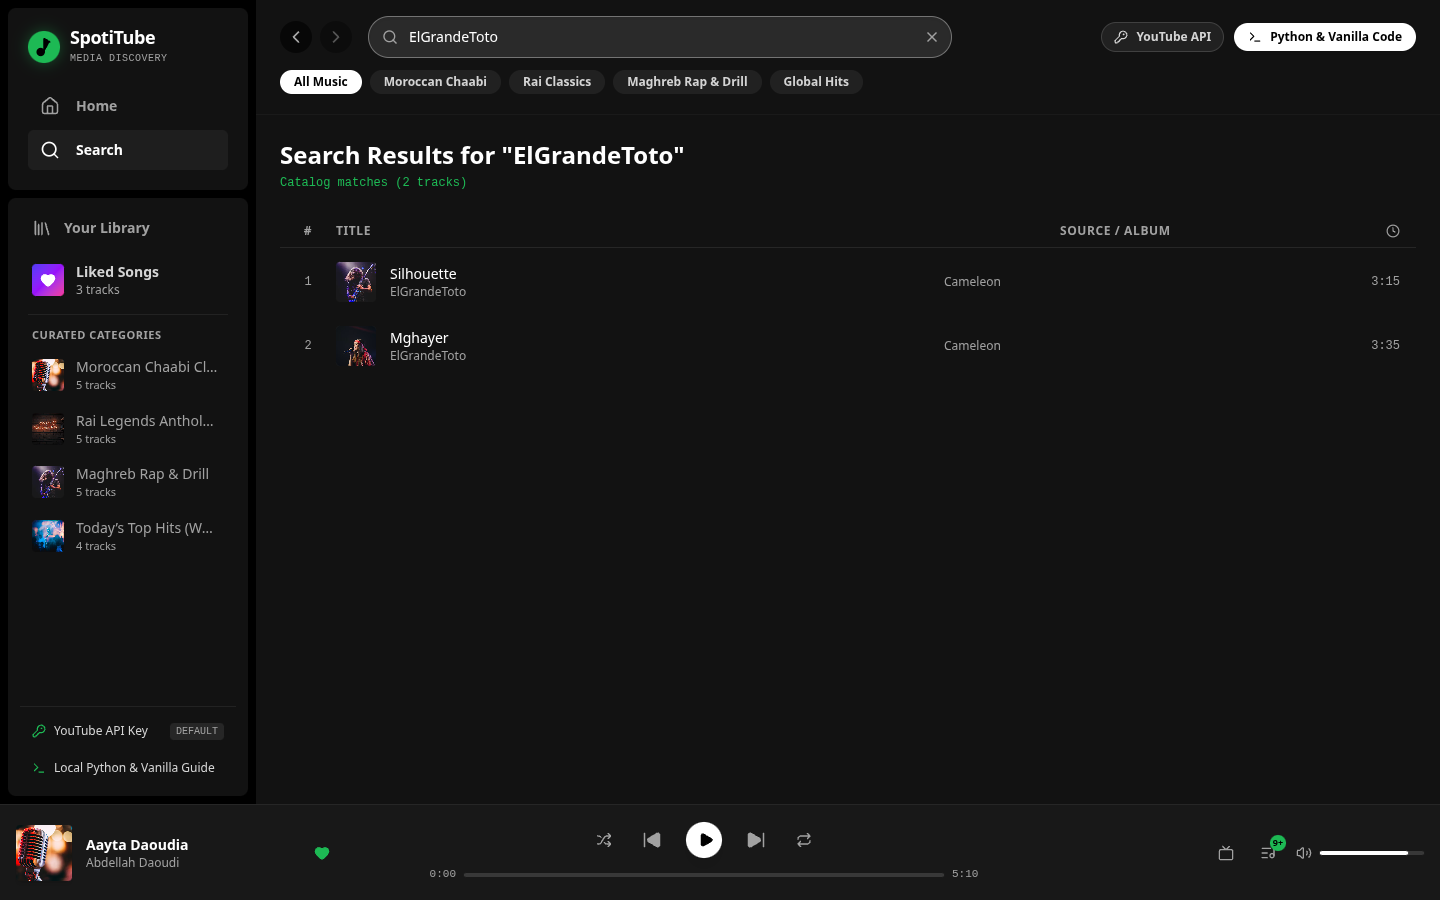 SpotiTube
MEDIA DISCOVERY
Home
Search
Your Library
Liked Songs
3 tracks
CURATED CATEGORIES
Moroccan Chaabi Cl...
5 tracks
Rai Legends Anthol...
5 tracks
Maghreb Rap & Drill
5 tracks
Today's Top Hits (W...
4 tracks
YouTube API Key
DEFAULT
Local Python & Vanilla Guide
ElGrandeToto
YouTube API
Python & Vanilla Code
All Music
Moroccan Chaabi
Rai Classics
Maghreb Rap & Drill
Global Hits
Search Results for "ElGrandeToto"
Catalog matches (2 tracks)
# TITLE SOURCE / ALBUM
1 Silhouette Cameleon 3:15
ElGrandeToto
2 Mghayer Cameleon 3:35
ElGrandeToto
Aayta Daoudia
Abdellah Daoudi
0:00
5:10
9+